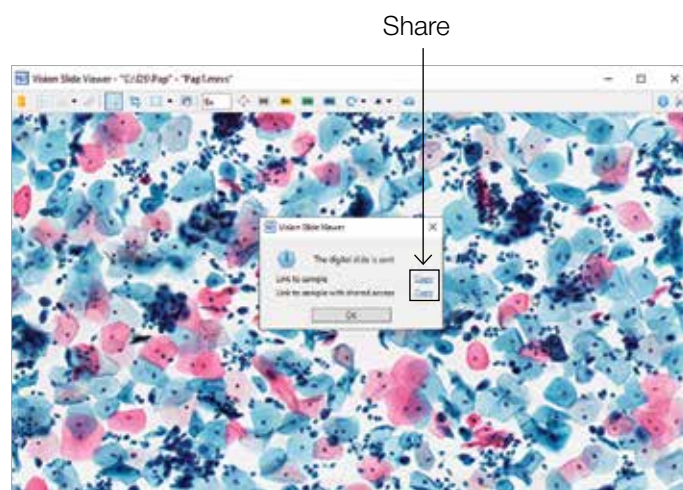 Share
Vision Slide Viewer - "C:\DS\Pap" - "Pap1.mrxs"
Vision Slide Viewer
The digital slide is sent
Link to sample Copy
Link to sample with shared access Copy
OK